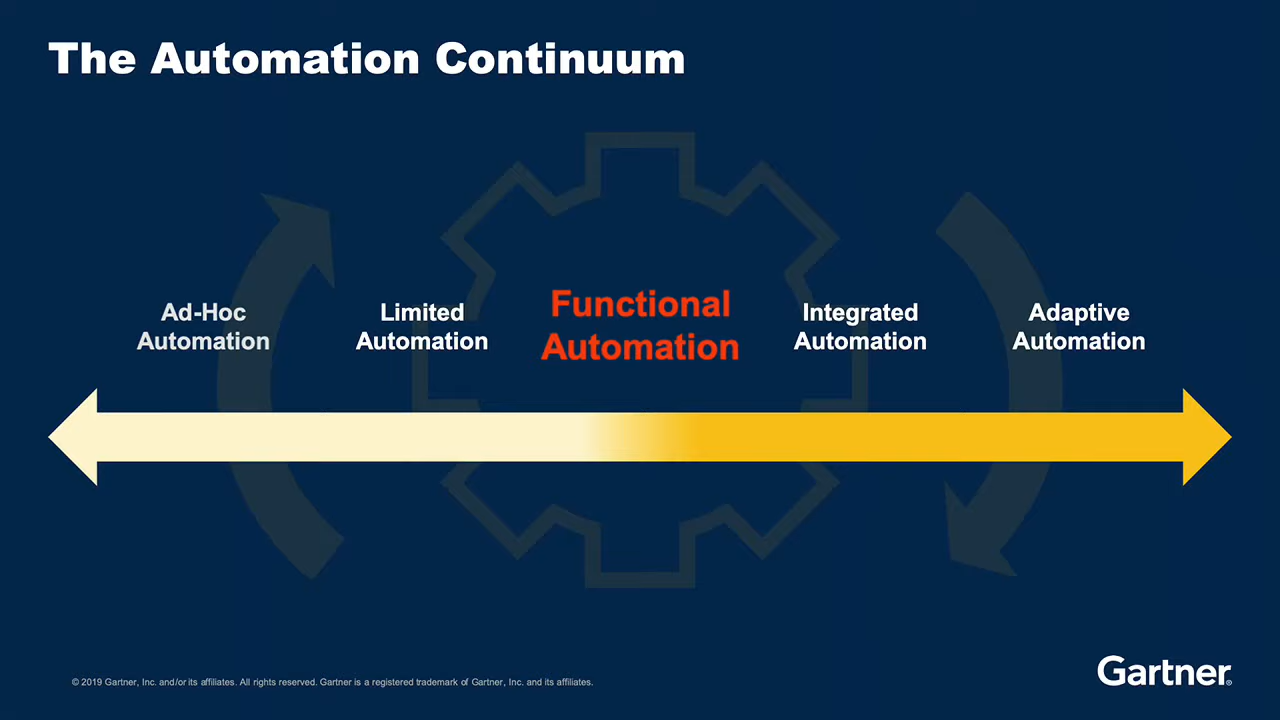 The Automation Continuum
Ad-Hoc
Automation
Limited
Automation
Functional
Automation
Integrated
Automation
Adaptive
Automation
© 2019 Gartner, Inc. and/or its affiliates. All rights reserved. Gartner is a registered trademark of Gartner, Inc. and its affiliates.
Gartner®